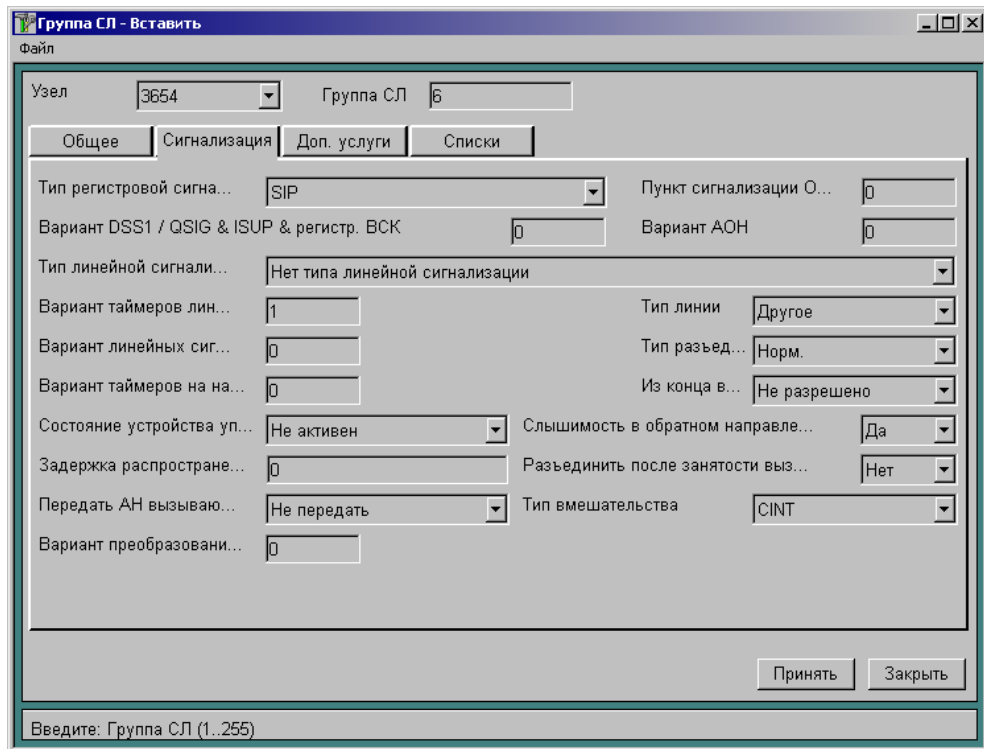 Группа СЛ - Вставить
Файл
Узел 3654 Группа СЛ 6
Общее Сигнализация Доп. услуги Списки
Тип регистровой сигна... SIP Пункт сигнализации О... 0
Вариант DSS1 / QSIG & ISUP & регистр. ВСК 0 Вариант АОН 0
Тип линейной сигнали... Нет типа линейной сигнализации
Вариант таймеров лин... 1 Тип линии Другое
Вариант линейных сиг... 0 Тип разъед... Норм.
Вариант таймеров на на... 0 Из конца в... Не разрешено
Состояние устройства уп... Не активен Слышимость в обратном направле... Да
Задержка распростране... 0 Разъединить после занятости выз... Нет
Передать АН вызываю... Не передать Тип вмешательства CINT
Вариант преобразовани... 0
Принять Закрыть
Введите: Группа СЛ (1..255)